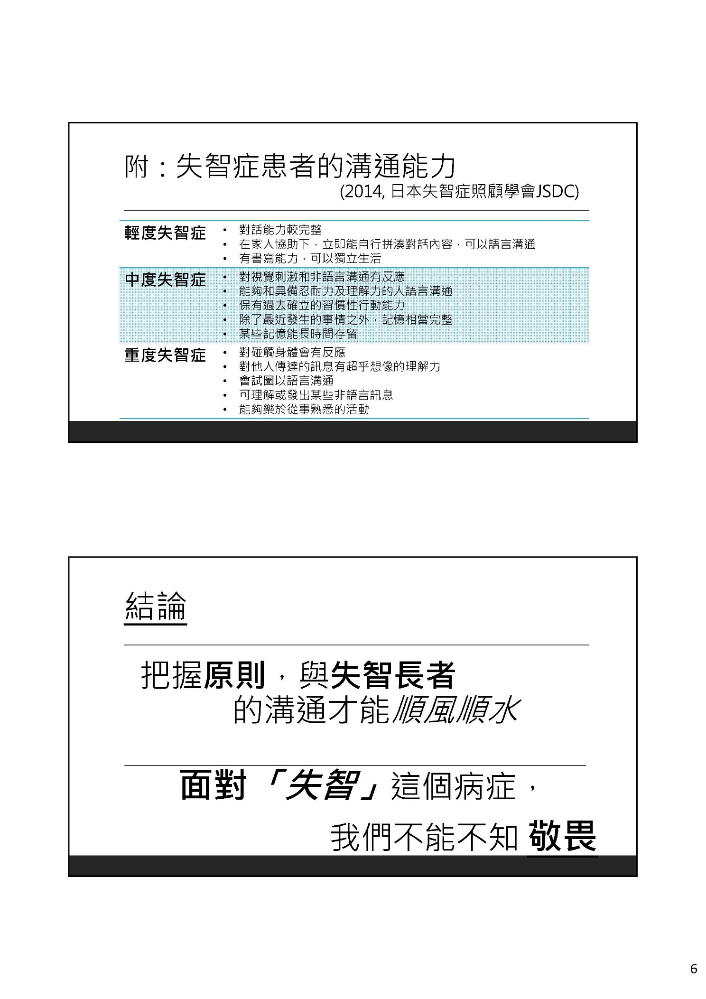 附：失智症患者的溝通能力
(2014, 日本失智症照顧學會JSDC)
輕度失智症
• 對話能力較完整
• 在家人協助下，立即能自行拼湊對話內容，可以語言溝通
• 有書寫能力，可以獨立生活
中度失智症
• 對視覺刺激和非語言溝通有反應
• 能夠和具備忍耐力及理解力的人語言溝通
• 保有過去確立的習慣性行動能力
• 除了最近發生的事情之外，記憶相當完整
• 某些記憶能長時間存留
重度失智症
• 對碰觸身體會有反應
• 對他人傳達的訊息有超乎想像的理解力
• 會試圖以語言溝通
• 可理解或發出某些非語言訊息
• 能夠樂於從事熟悉的活動
結論
把握原則，與失智長者
的溝通才能順風順水
面對「失智」這個病症，
我們不能不知 敬畏
6